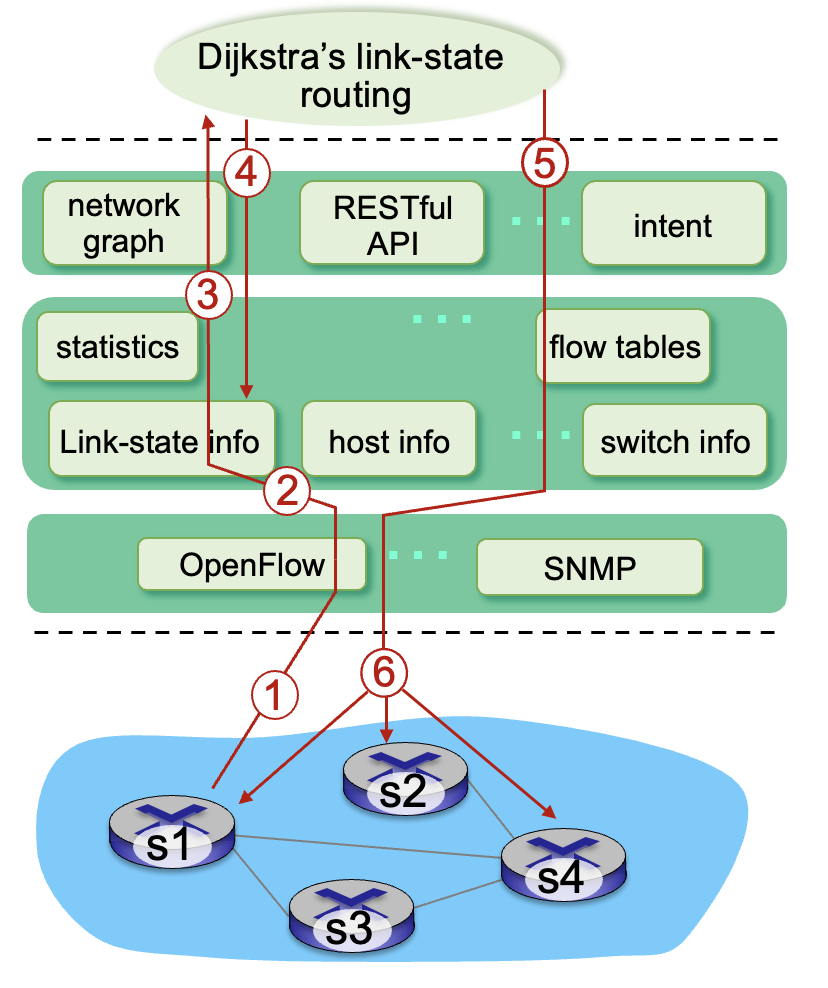 Dijkstra's link-state
routing
4
5
network
graph
RESTful
API
intent
3
statistics
flow tables
Link-state info
host info
switch info
2
OpenFlow
SNMP
1
6
s2
s1
s4
s3